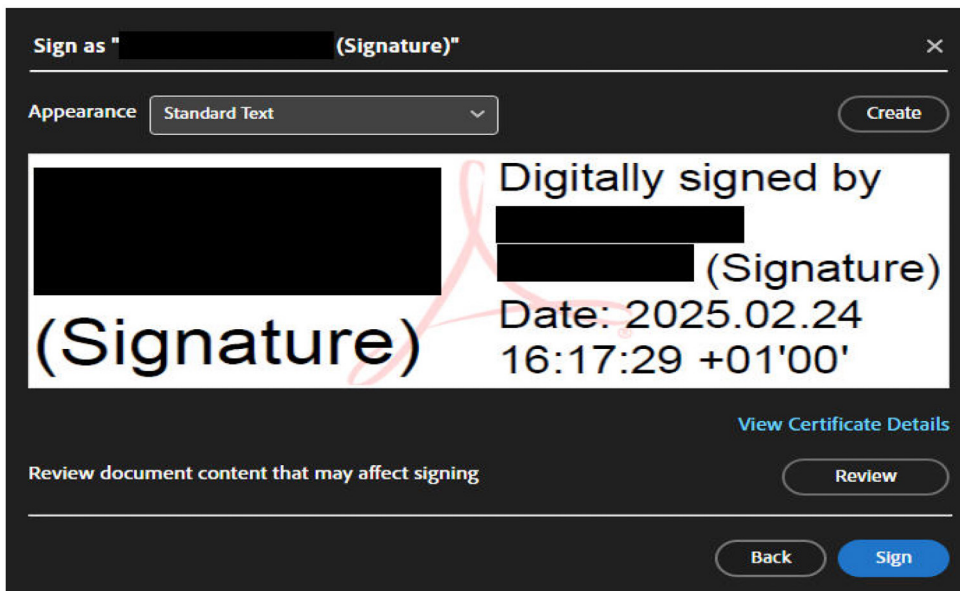 Sign as " (Signature)"
Appearance Standard Text Create
(Signature)
Digitally signed by
(Signature)
Date: 2025.02.24
16:17:29 +01'00'
View Certificate Details
Review document content that may affect signing Review
Back Sign